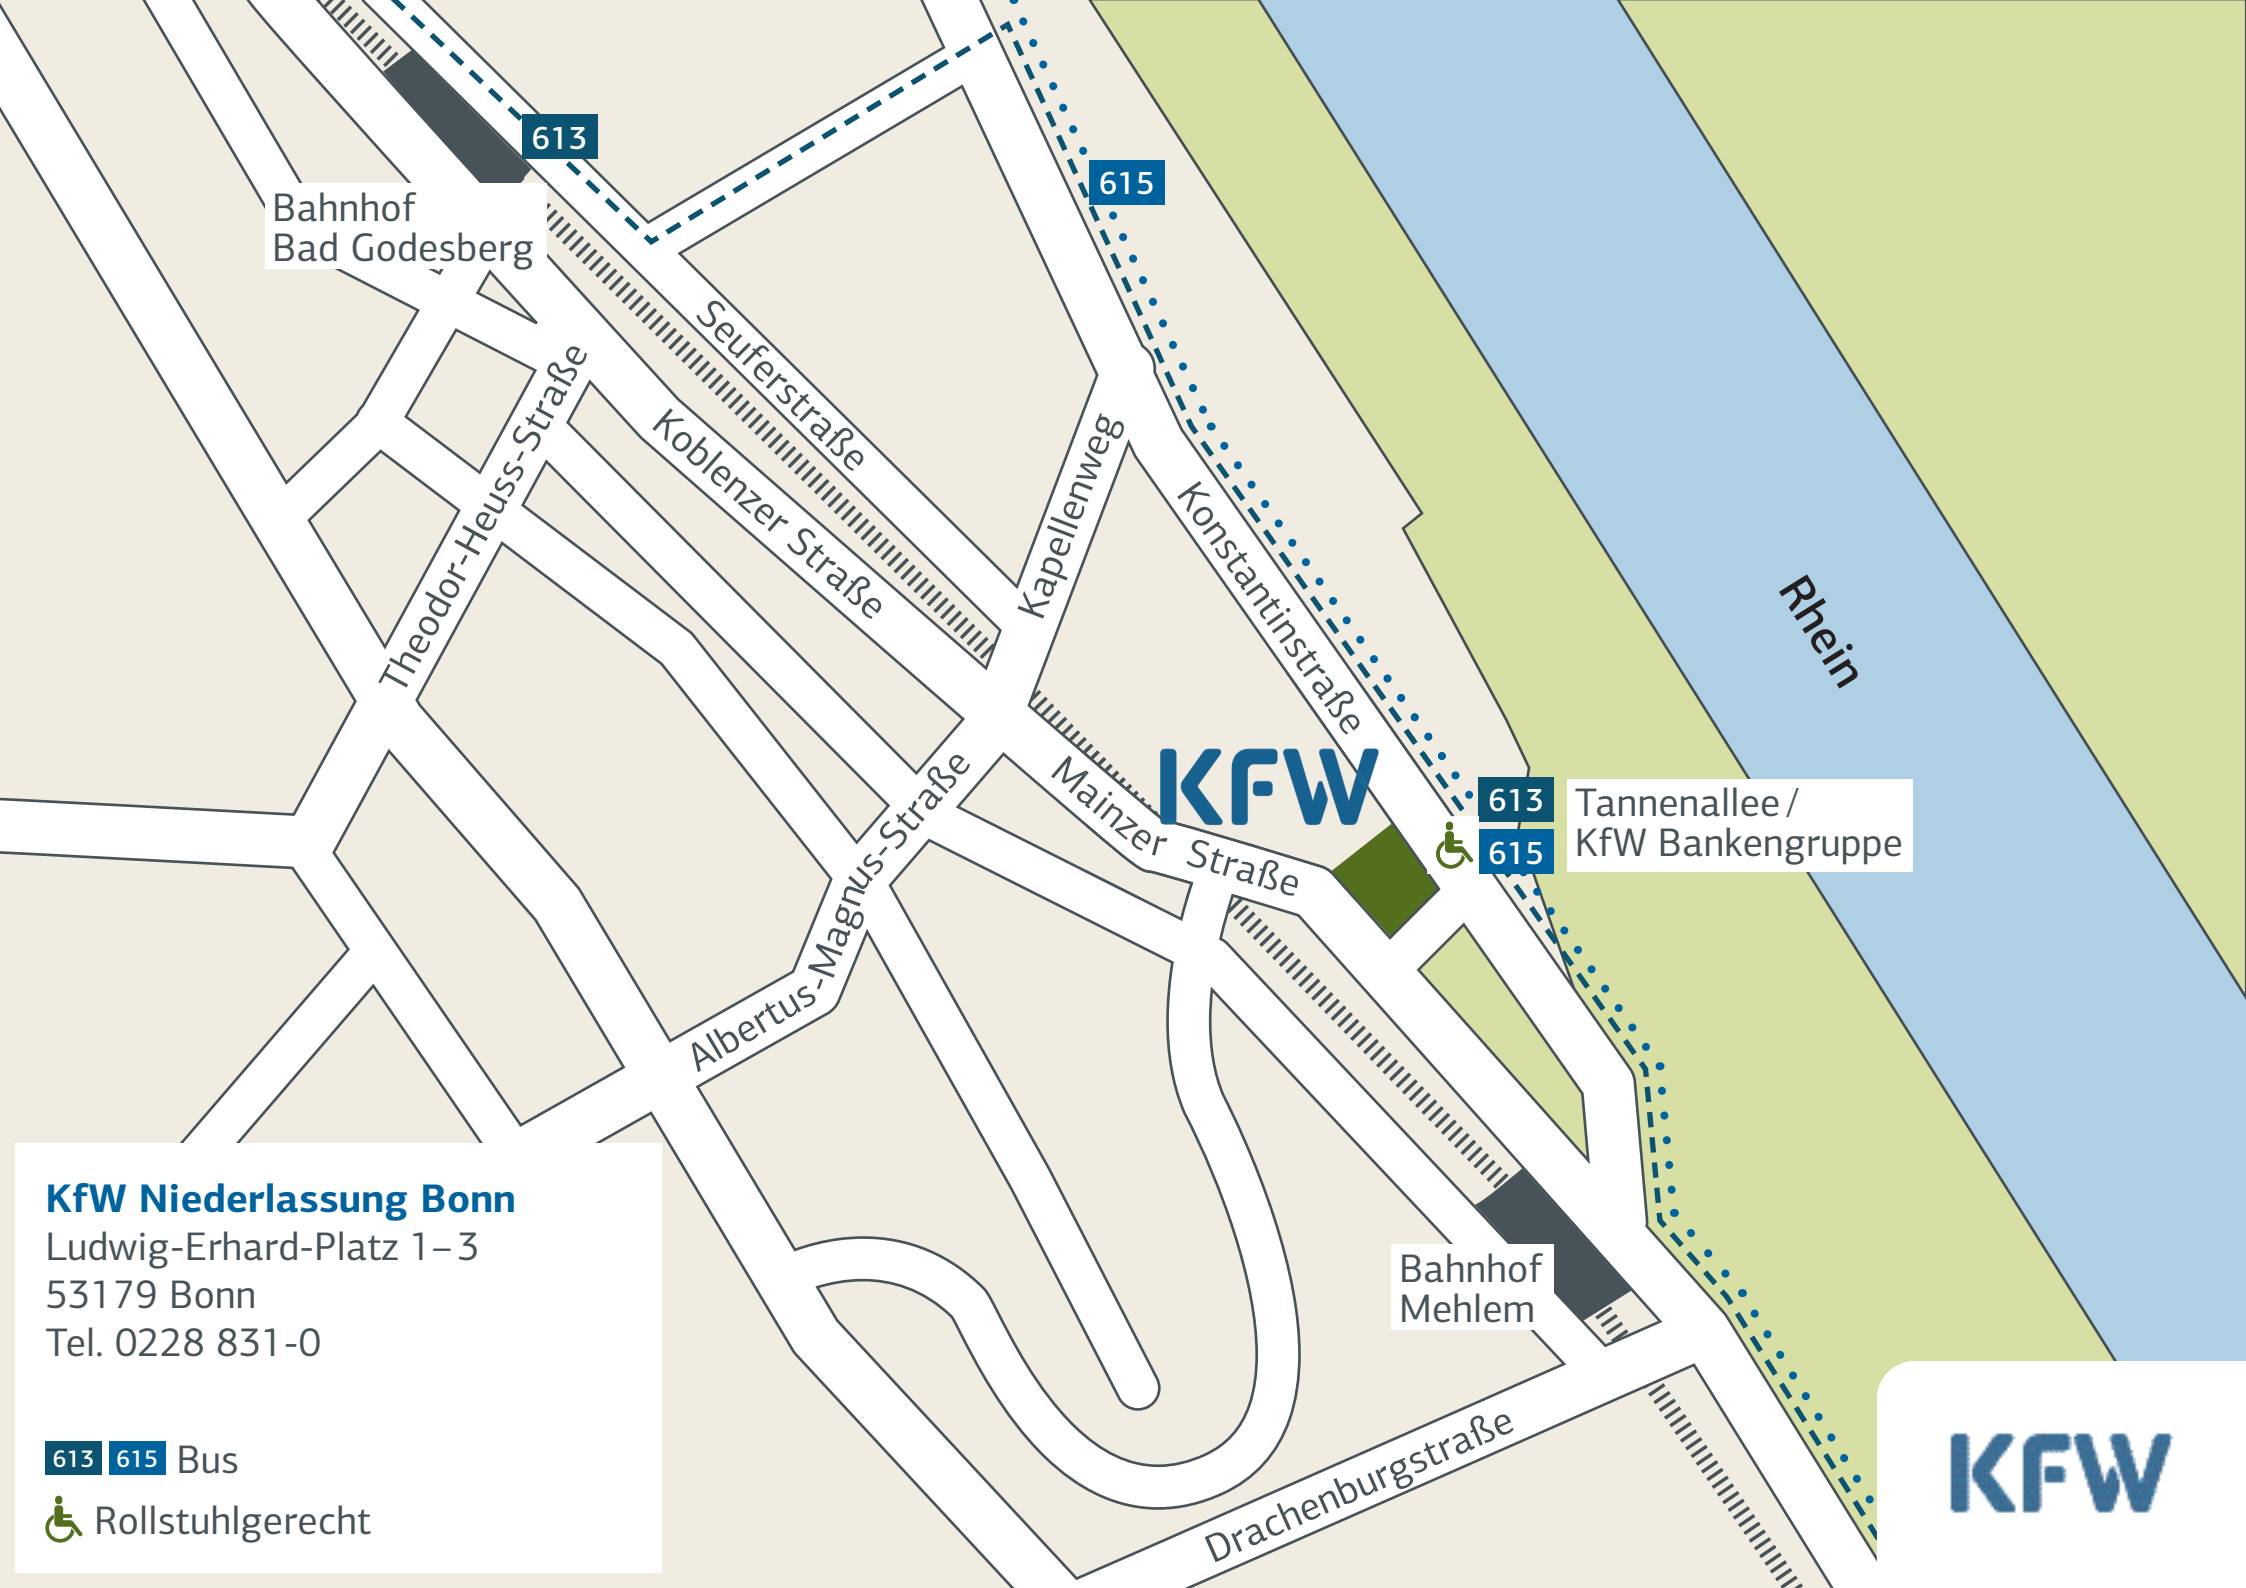 613
615
Bahnhof
Bad Godesberg
Seuferstraße
Theodor-Heuss-Straße
Koblenzer Straße
Kapellenweg
Konstantinstraße
Rhein
KFW
Mainzer Straße
613
615
Tannenallee/
KfW Bankengruppe
Albertus-Magnus-Straße
Bahnhof
Mehlem
Drachenburgstraße
KfW Niederlassung Bonn
Ludwig-Erhard-Platz 1–3
53179 Bonn
Tel. 0228 831-0
613 615 Bus
Rollstuhlgerecht
KFW